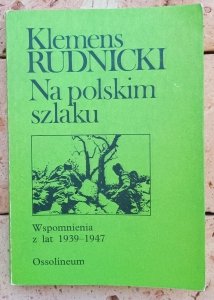 Klemens
RUDNICKI
Na polskim
szlaku
Wspomnienia
z lat 1939–1947
Ossolineum